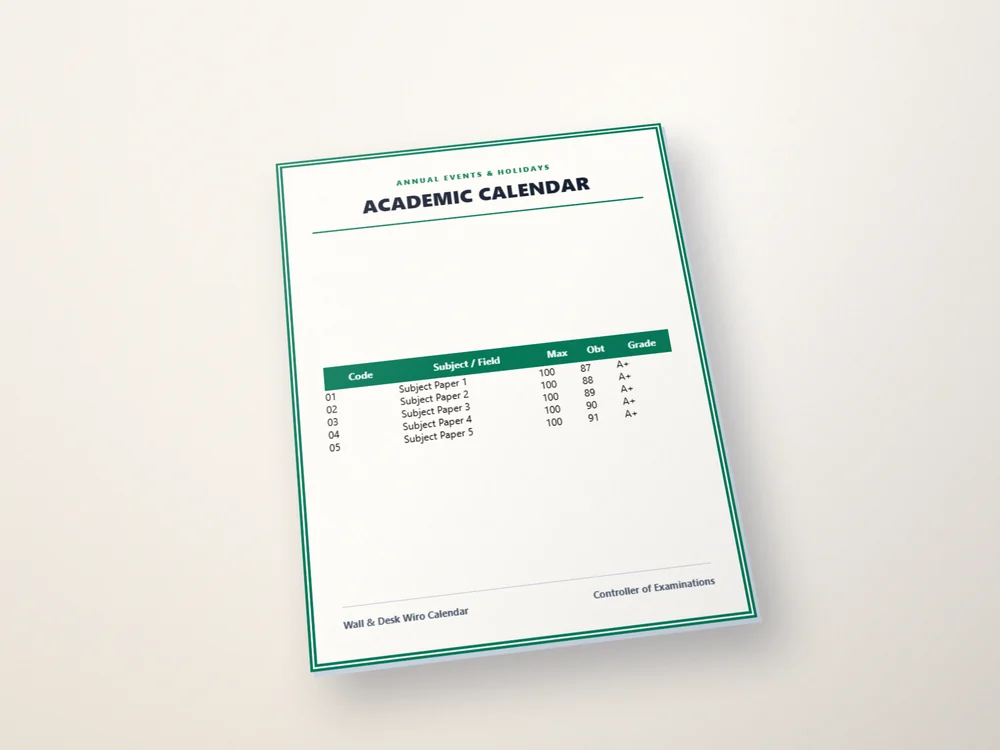 ANNUAL EVENTS & HOLIDAYS
ACADEMIC CALENDAR
Code Subject / Field Max Obt Grade
01 Subject Paper 1 100 87 A+
02 Subject Paper 2 100 88 A+
03 Subject Paper 3 100 89 A+
04 Subject Paper 4 100 90 A+
05 Subject Paper 5 100 91 A+
Wall & Desk Wiro Calendar Controller of Examinations